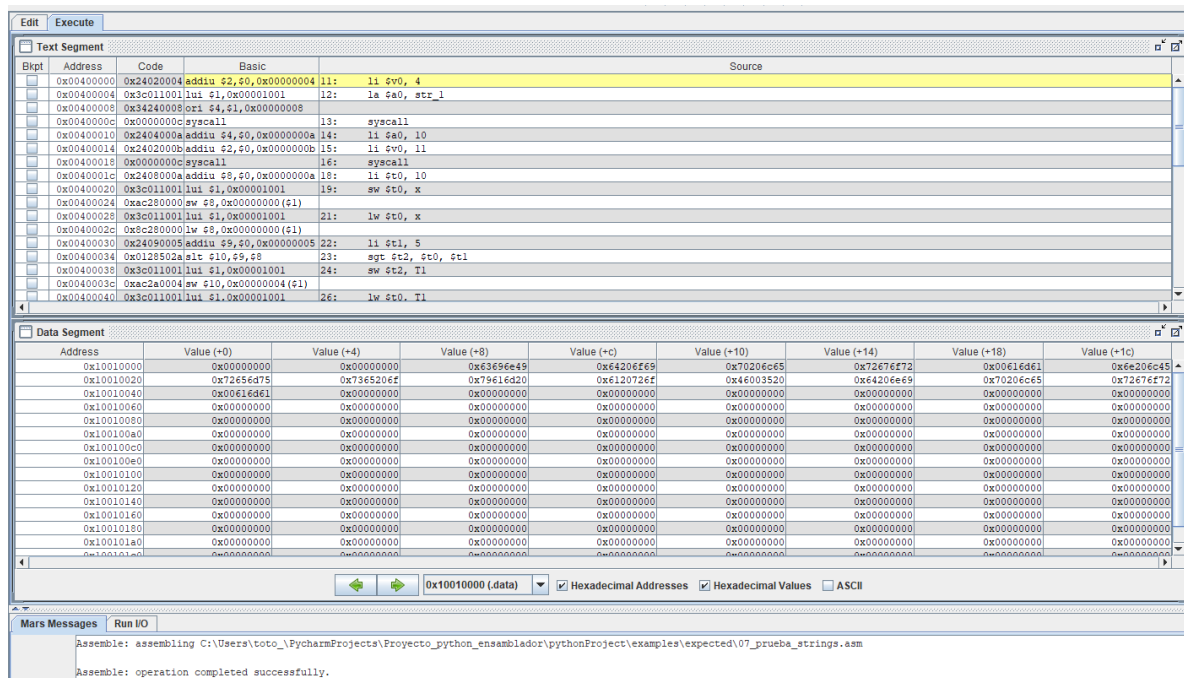 Edit Execute
Text Segment
Bkpt Address Code Basic Source
0x00400000 0x24020004 addiu $2,$0,0x00000004 11: li $v0, 4
0x00400004 0x3c011001 lui $1,0x00001001 12: la $a0, str_1
0x00400008 0x34240008 ori $4,$1,0x00000008
0x0040000c 0x0000000c syscall 13: syscall
0x00400010 0x2404000a addiu $4,$0,0x0000000a 14: li $a0, 10
0x00400014 0x2402000b addiu $2,$0,0x0000000b 15: li $v0, 11
0x00400018 0x0000000c syscall 16: syscall
0x0040001c 0x2408000a addiu $8,$0,0x0000000a 18: li $t0, 10
0x00400020 0x3c011001 lui $1,0x00001001 19: sw $t0, x
0x00400024 0xac280000 sw $8,0x00000000($1)
0x00400028 0x3c011001 lui $1,0x00001001 21: lw $t0, x
0x0040002c 0x8c280000 lw $8,0x00000000($1)
0x00400030 0x24090005 addiu $9,$0,0x00000005 22: li $t1, 5
0x00400034 0x0128502a slt $10,$9,$8 23: sgt $t2, $t0, $t1
0x00400038 0x3c011001 lui $1,0x00001001 24: sw $t2, T1
0x0040003c 0xac2a0004 sw $10,0x00000004($1)
0x00400040 0x3c011001 lui $1,0x00001001 26: lw $t0, T1
Data Segment
Address Value (+0) Value (+4) Value (+8) Value (+c) Value (+10) Value (+14) Value (+18) Value (+1c)
0x10010000 0x00000000 0x00000000 0x63696e49 0x64206f69 0x70206c65 0x72676f72 0x00616d61 0x6e206c45
0x10010020 0x72656d75 0x7365206f 0x79616d20 0x6120726f 0x46003520 0x64206e69 0x70206c65 0x72676f72
0x10010040 0x00616d61 0x00000000 0x00000000 0x00000000 0x00000000 0x00000000 0x00000000 0x00000000
0x10010060 0x00000000 0x00000000 0x00000000 0x00000000 0x00000000 0x00000000 0x00000000 0x00000000
0x10010080 0x00000000 0x00000000 0x00000000 0x00000000 0x00000000 0x00000000 0x00000000 0x00000000
0x100100a0 0x00000000 0x00000000 0x00000000 0x00000000 0x00000000 0x00000000 0x00000000 0x00000000
0x100100c0 0x00000000 0x00000000 0x00000000 0x00000000 0x00000000 0x00000000 0x00000000 0x00000000
0x100100e0 0x00000000 0x00000000 0x00000000 0x00000000 0x00000000 0x00000000 0x00000000 0x00000000
0x10010100 0x00000000 0x00000000 0x00000000 0x00000000 0x00000000 0x00000000 0x00000000 0x00000000
0x10010120 0x00000000 0x00000000 0x00000000 0x00000000 0x00000000 0x00000000 0x00000000 0x00000000
0x10010140 0x00000000 0x00000000 0x00000000 0x00000000 0x00000000 0x00000000 0x00000000 0x00000000
0x10010160 0x00000000 0x00000000 0x00000000 0x00000000 0x00000000 0x00000000 0x00000000 0x00000000
0x10010180 0x00000000 0x00000000 0x00000000 0x00000000 0x00000000 0x00000000 0x00000000 0x00000000
0x100101a0 0x00000000 0x00000000 0x00000000 0x00000000 0x00000000 0x00000000 0x00000000 0x00000000
0x10010000 (.data) Hexadecimal Addresses Hexadecimal Values ASCII
Mars Messages Run I/O
Assemble: assembling C:\Users\toto_\PycharmProjects\Proyecto_python_ensamblador\pythonProject\examples\expected\07_prueba_strings.asm
Assemble: operation completed successfully.